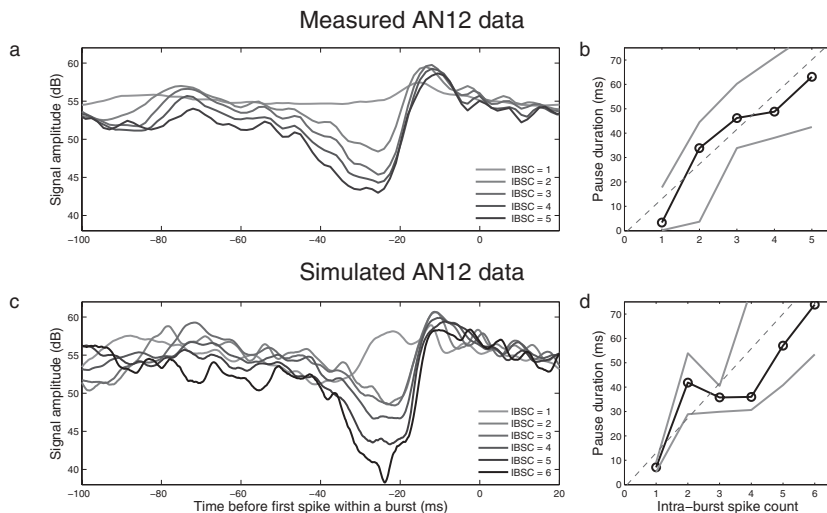 Measured AN12 data
a
Signal amplitude (dB)
60
55
50
45
40
−100
−80
−60
−40
−20
0
20
IBSC = 1
IBSC = 2
IBSC = 3
IBSC = 4
IBSC = 5
b
Pause duration (ms)
70
60
50
40
30
20
10
0
0
1
2
3
4
5
Simulated AN12 data
c
Signal amplitude (dB)
60
55
50
45
40
−100
−80
−60
−40
−20
0
20
Time before first spike within a burst (ms)
IBSC = 1
IBSC = 2
IBSC = 3
IBSC = 4
IBSC = 5
IBSC = 6
d
Pause duration (ms)
70
60
50
40
30
20
10
0
0
1
2
3
4
5
6
Intra−burst spike count